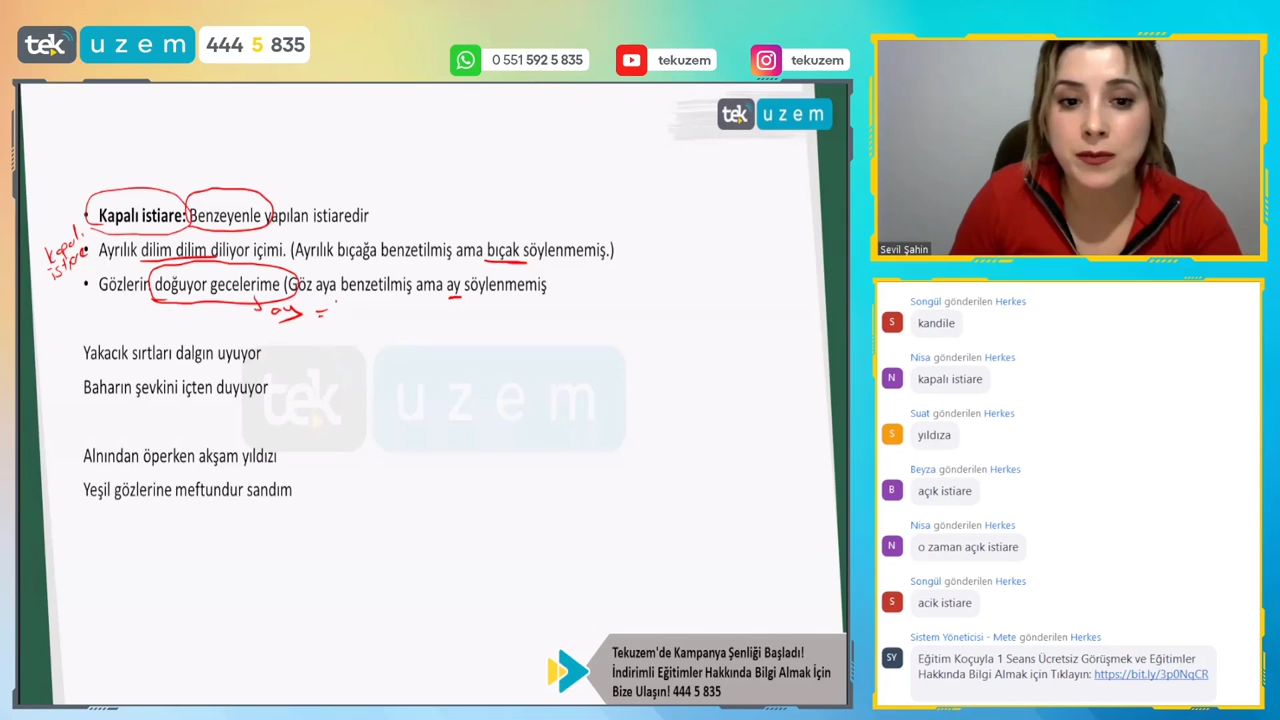 tek uzem 444 5 835
0 551 592 5 835
tekuzem
tekuzem
tek uzem
• Kapalı istiare: Benzeyenle yapılan istiaredir
kapalı
istiare
• Ayrılık dilim dilim diliyor içimi. (Ayrılık bıçağa benzetilmiş ama bıçak söylenmemiş.)
• Gözlerin doğuyor gecelerime (Göz aya benzetilmiş ama ay söylenmemiş
ay =
Yakacık sırtları dalgın uyuyor
Baharın şevkini içten duyuyor
tek uzem
Alnından öperken akşam yıldızı
Yeşil gözlerine meftundur sandım
Tekuzem'de Kampanya Şenliği Başladı!
İndirimli Eğitimler Hakkında Bilgi Almak İçin
Bize Ulaşın! 444 5 835
Sevil Şahin
Songül gönderilen Herkes
S
kandile
Nisa gönderilen Herkes
N
kapalı istiare
Suat gönderilen Herkes
S
yıldıza
Beyza gönderilen Herkes
B
açık istiare
Nisa gönderilen Herkes
N
o zaman açık istiare
Songül gönderilen Herkes
S
acik istiare
Sistem Yöneticisi - Mete gönderilen Herkes
SY
Eğitim Koçuyla 1 Seans Ücretsiz Görüşmek ve Eğitimler
Hakkında Bilgi Almak için Tıklayın: https://bit.ly/3p0NqCR